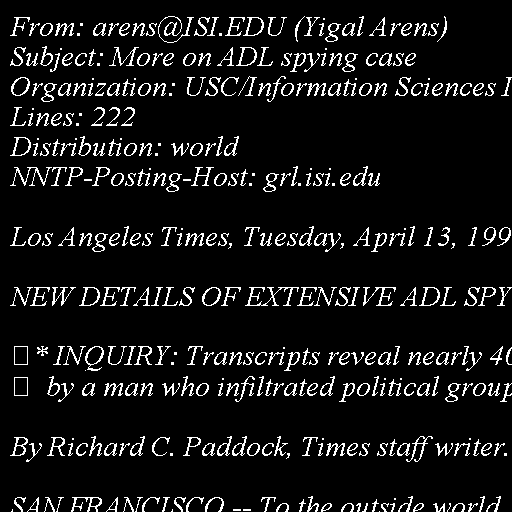 From: arens@ISI.EDU (Yigal Arens)
Subject: More on ADL spying case
Organization: USC/Information Sciences I
Lines: 222
Distribution: world
NNTP-Posting-Host: grl.isi.edu
Los Angeles Times, Tuesday, April 13, 199
NEW DETAILS OF EXTENSIVE ADL SPY
* INQUIRY: Transcripts reveal nearly 40
by a man who infiltrated political group
By Richard C. Paddock, Times staff writer.
SAN FRANCISCO -- To the outside world